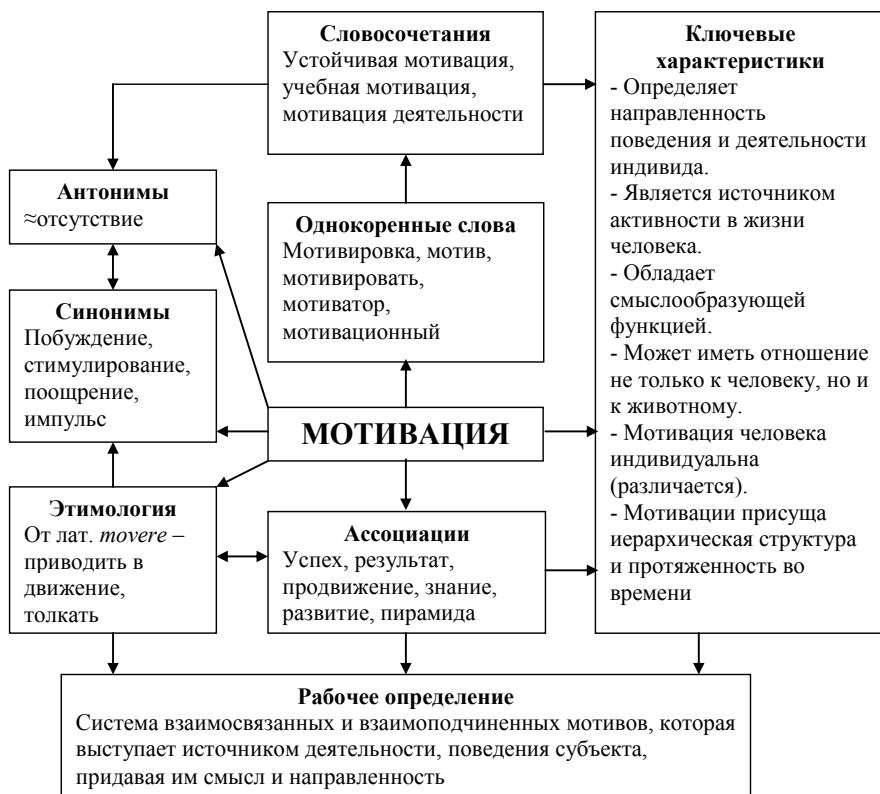 Словосочетания
Устойчивая мотивация,
учебная мотивация,
мотивация деятельности
Ключевые
характеристики
- Определяет
направленность
поведения и деятельности
индивида.
- Является источником
активности в жизни
человека.
- Обладает
смыслообразующей
функцией.
- Может иметь отношение
не только к человеку, но и
к животному.
- Мотивация человека
индивидуальна
(различается).
- Мотивации присуща
иерархическая структура
и протяженность во
времени
Антонимы
≈отсутствие
Однокоренные слова
Мотивировка, мотив,
мотивировать,
мотиватор,
мотивационный
Синонимы
Побуждение,
стимулирование,
поощрение,
импульс
МОТИВАЦИЯ
Этимология
От лат. movere –
приводить в
движение,
толкать
Ассоциации
Успех, результат,
продвижение, знание,
развитие, пирамида
Рабочее определение
Система взаимосвязанных и взаимоподчиненных мотивов, которая
выступает источником деятельности, поведения субъекта,
придавая им смысл и направленность